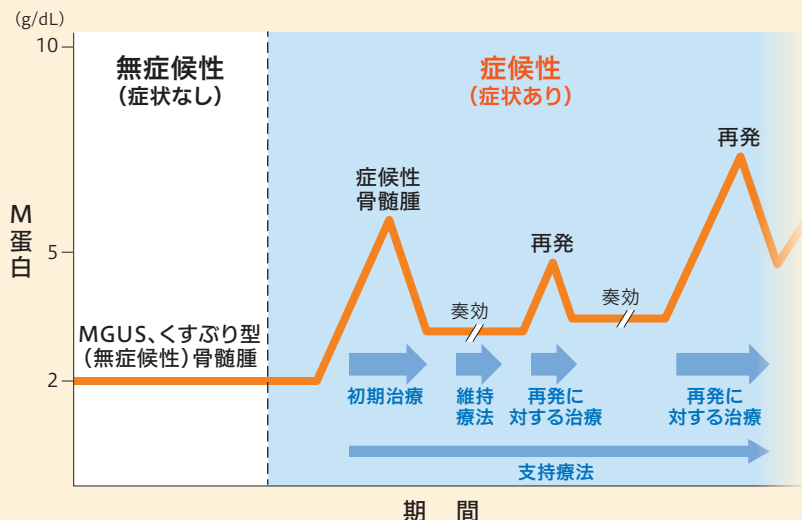 (g/dL)
10
無症候性
(症状なし)
症候性
(症状あり)
再発
症候性
骨髄腫
M
蛋
白
5
再発
奏効
奏効
MGUS、くすぶり型
(無症候性)骨髄腫
2
初期治療
維持
療法
再発に
対する治療
再発に
対する治療
支持療法
期 間